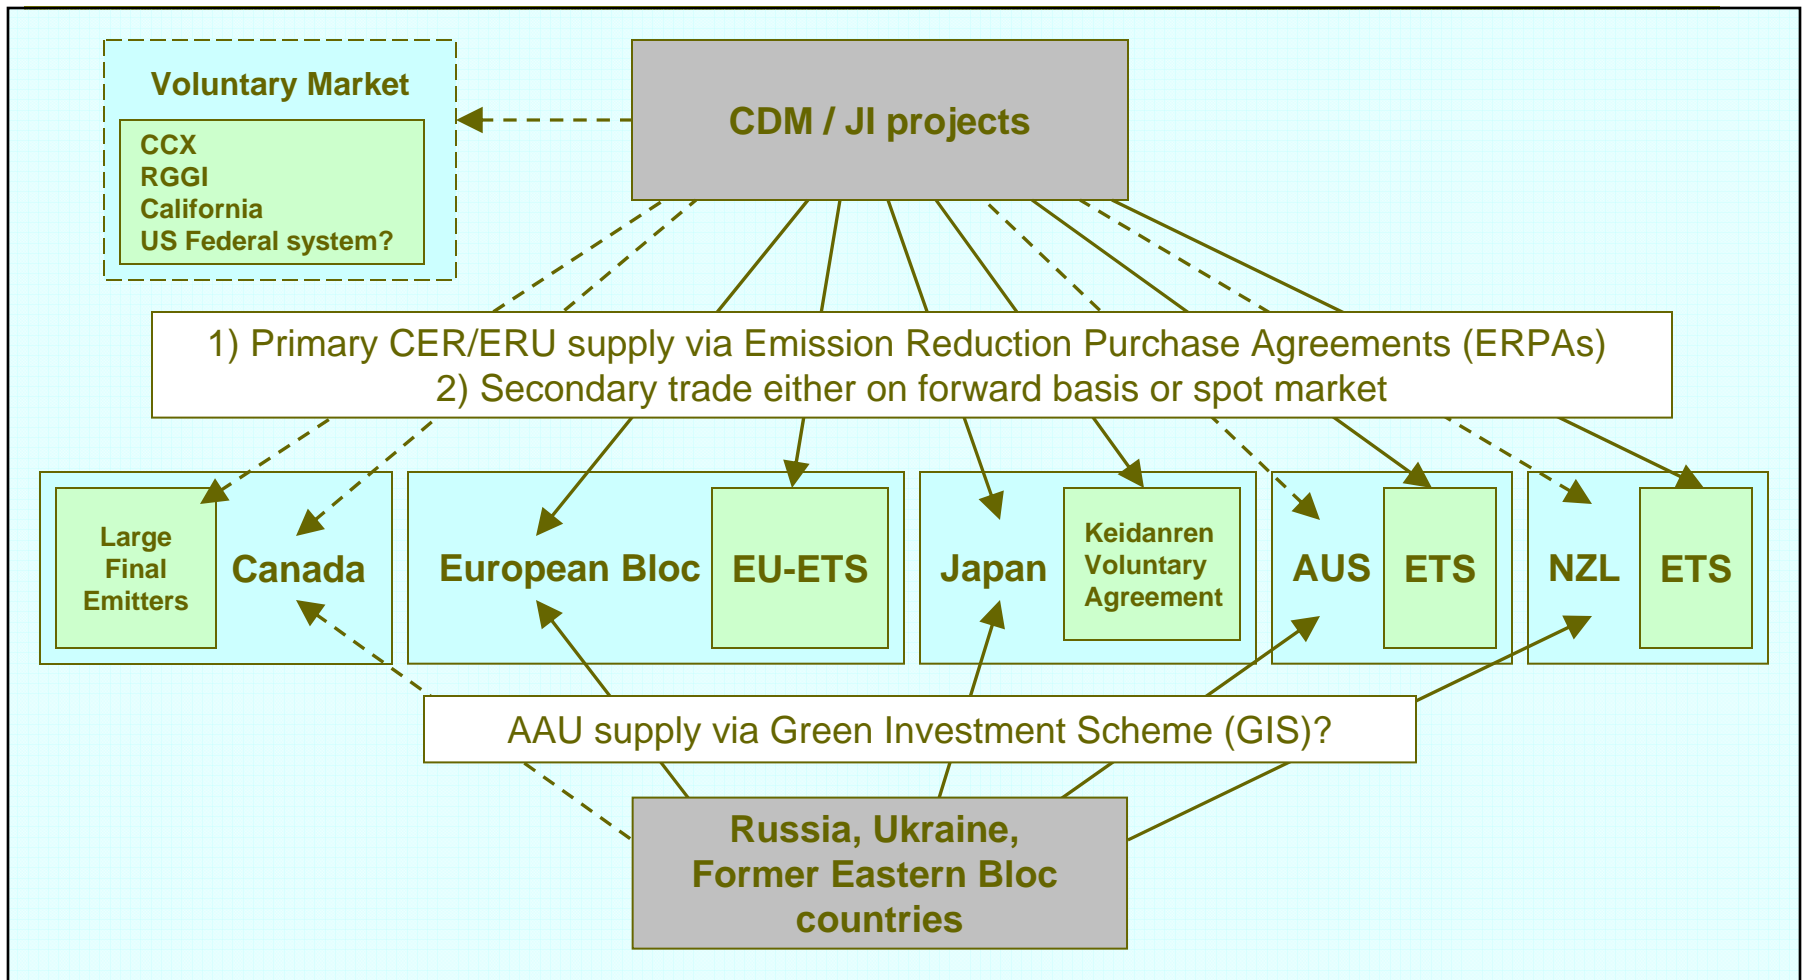 Voluntary Market
CCX
RGGI
California
US Federal system?
CDM / JI projects
1) Primary CER/ERU supply via Emission Reduction Purchase Agreements (ERPAs)
2) Secondary trade either on forward basis or spot market
Large
Final
Emitters
Canada
European Bloc
EU-ETS
Japan
Keidanren
Voluntary
Agreement
AUS
ETS
NZL
ETS
AAU supply via Green Investment Scheme (GIS)?
Russia, Ukraine,
Former Eastern Bloc
countries